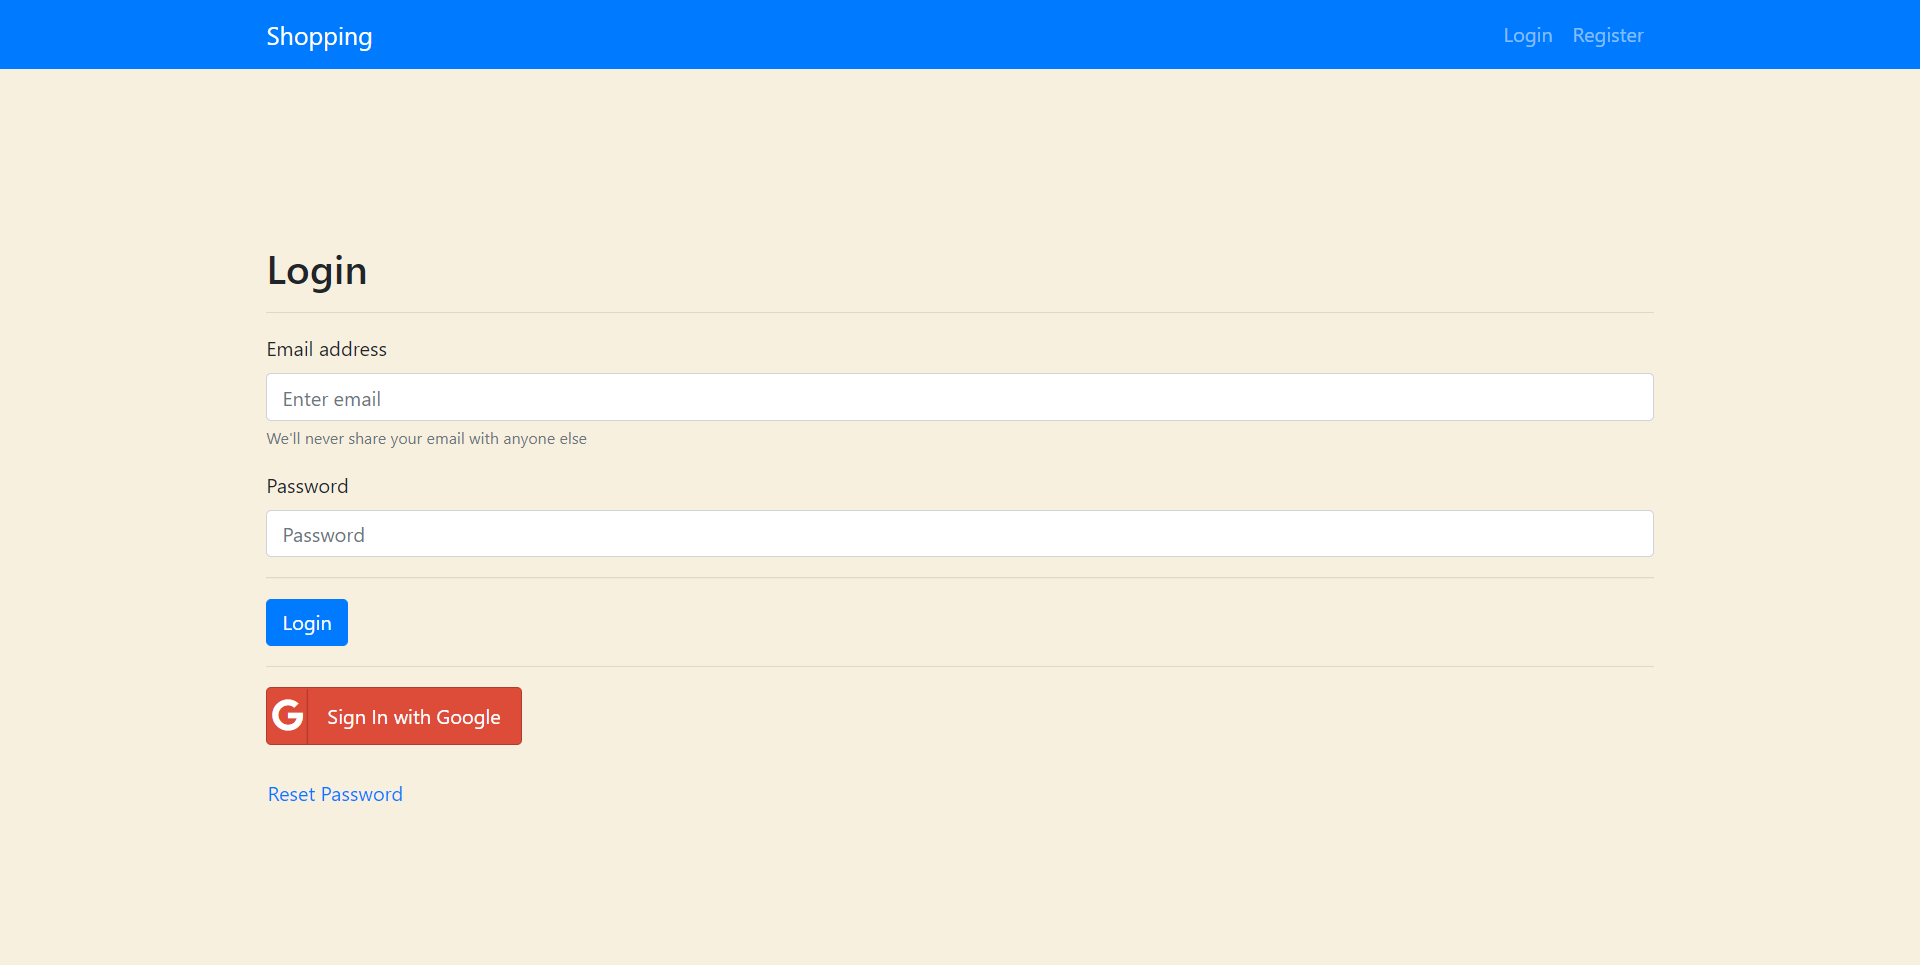 Shopping
Login Register
Login
Email address
Enter email
We'll never share your email with anyone else
Password
Password
Login
Sign In with Google
Reset Password